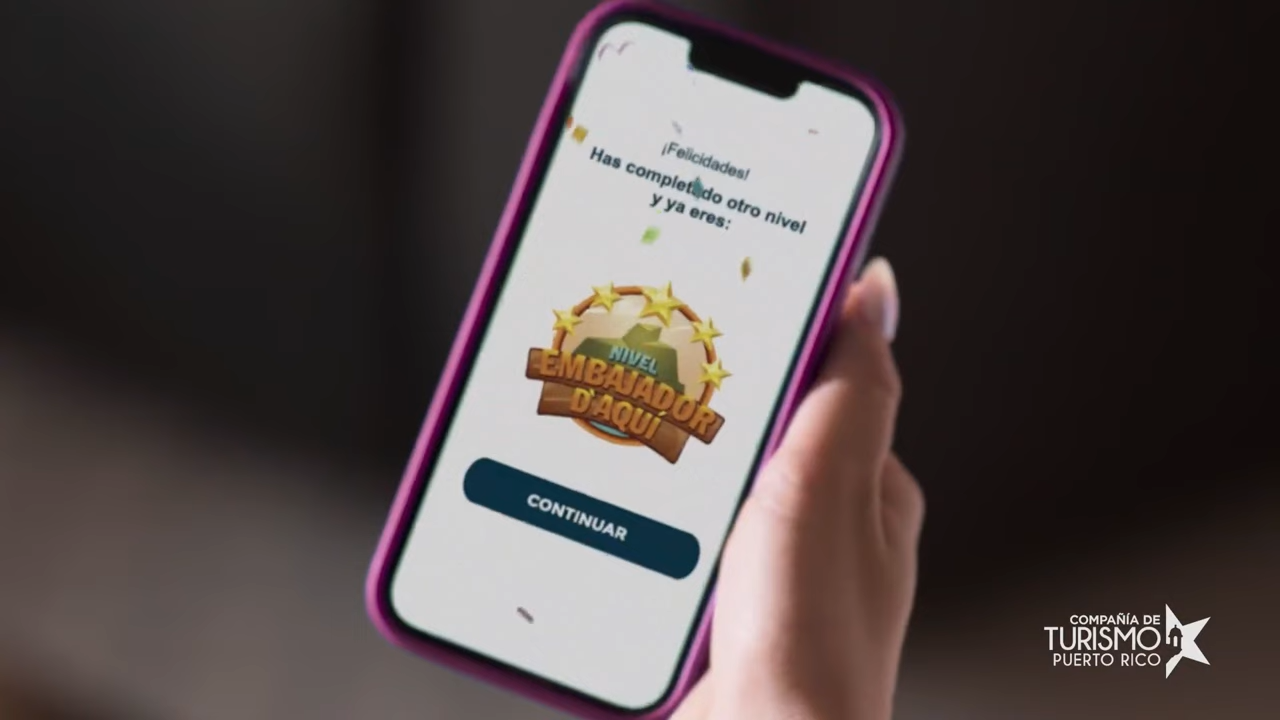 ¡Felicidades!
Has completado otro nivel
y ya eres:
NIVEL
EMBAJADOR
D'AQUÍ
CONTINUAR
COMPAÑÍA DE
TURISMO
PUERTO RICO